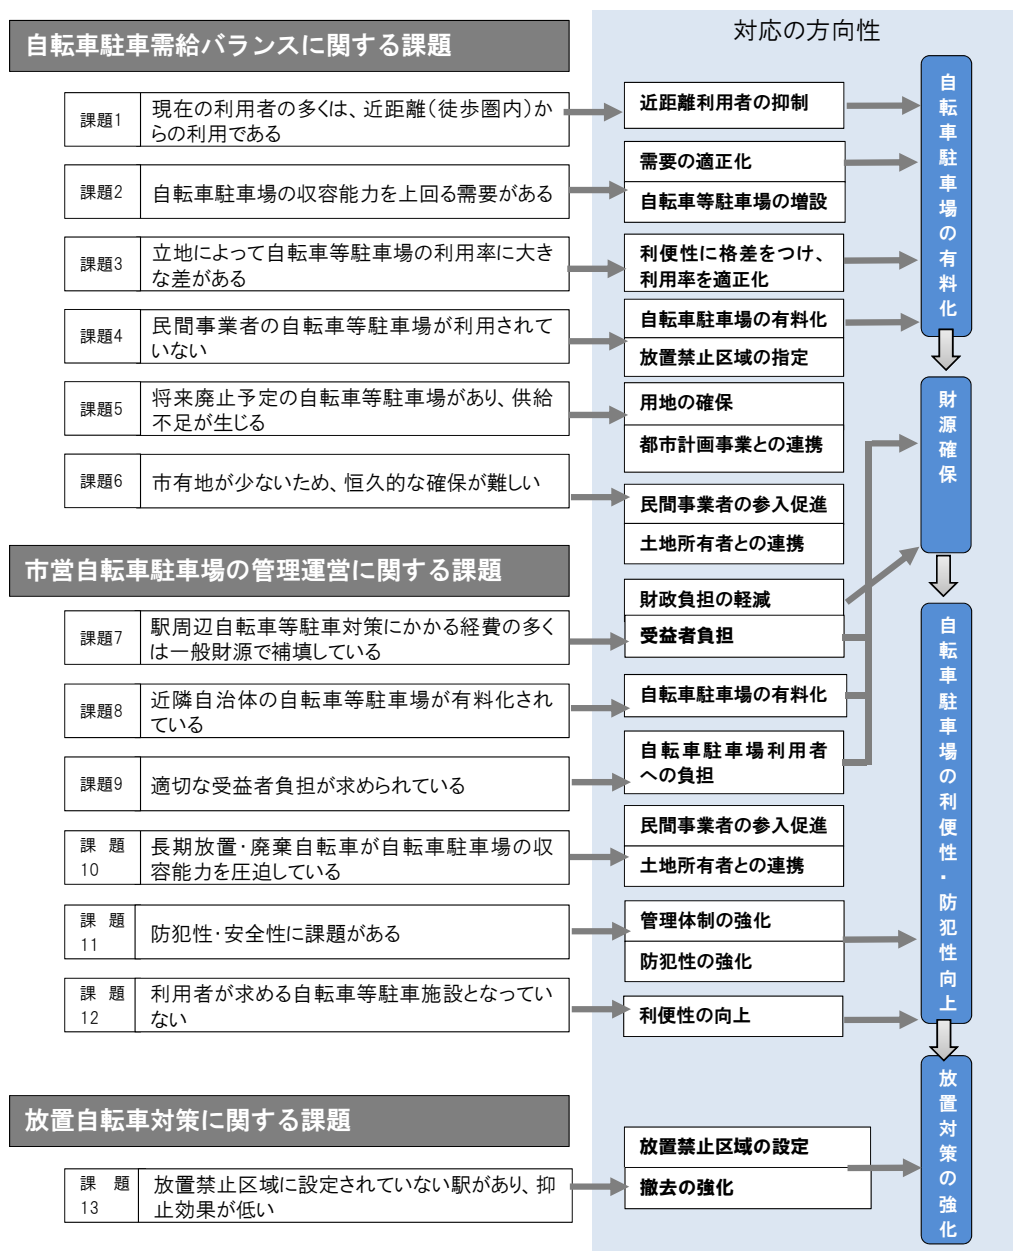 対応の方向性
自転車駐車需給バランスに関する課題
課題1
現在の利用者の多くは、近距離(徒歩圏内)か
らの利用である
近距離利用者の抑制
課題2
自転車駐車場の収容能力を上回る需要がある
需要の適正化
自転車等駐車場の増設
課題3
立地によって自転車等駐車場の利用率に大き
な差がある
利便性に格差をつけ、
利用率を適正化
課題4
民間事業者の自転車等駐車場が利用されて
いない
自転車駐車場の有料化
放置禁止区域の指定
自転車駐車場の有料化
課題5
将来廃止予定の自転車等駐車場があり、供給
不足が生じる
用地の確保
都市計画事業との連携
課題6
市有地が少ないため、恒久的な確保が難しい
民間事業者の参入促進
土地所有者との連携
財源確保
市営自転車駐車場の管理運営に関する課題
課題7
駅周辺自転車等駐車対策にかかる経費の多く
は一般財源で補填している
財政負担の軽減
受益者負担
課題8
近隣自治体の自転車等駐車場が有料化され
ている
自転車駐車場の有料化
課題9
適切な受益者負担が求められている
自転車駐車場利用者
への負担
課 題
10
長期放置・廃棄自転車が自転車駐車場の収
容能力を圧迫している
民間事業者の参入促進
土地所有者との連携
課 題
11
防犯性・安全性に課題がある
管理体制の強化
防犯性の強化
課 題
12
利用者が求める自転車等駐車施設となってい
ない
利便性の向上
自転車駐車場の利便性・防犯性向上
放置自転車対策に関する課題
課 題
13
放置禁止区域に設定されていない駅があり、抑
止効果が低い
放置禁止区域の設定
撤去の強化
放置対策の強化